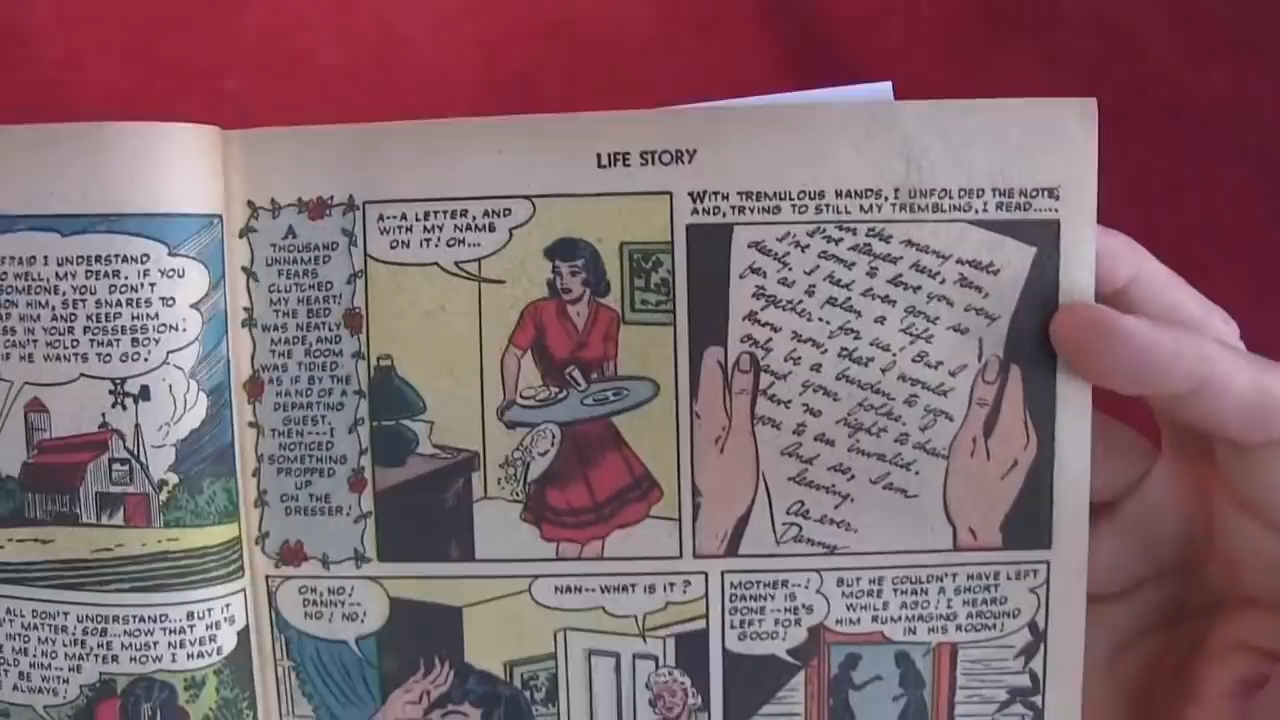 LIFE STORY
FRAID I UNDERSTAND
O WELL, MY DEAR. IF YOU
SOMEONE, YOU DON'T
ON HIM, SET SNARES TO
AP HIM AND KEEP HIM
SS IN YOUR POSSESSION!
CAN'T HOLD THAT BOY
IF HE WANTS TO GO!
A
THOUSAND
UNNAMED
FEARS
CLUTCHED
MY HEART!
THE BED
WAS NEATLY
MADE, AND
THE ROOM
WAS TIDIED
AS IF BY THE
HAND OF A
DEPARTING
GUEST.
THEN---I
NOTICED
SOMETHING
PROPPED
UP
ON THE
DRESSER!
A--A LETTER, AND
WITH MY NAME
ON IT! OH...
WITH TREMULOUS HANDS, I UNFOLDED THE NOTE;
AND, TRYING TO STILL MY TREMBLING, I READ.....
in the many weeks
I've stayed here, Nan,
I've come to love you very
dearly. I had even gone so
far as to plan a life
together--for us. But I
know now, that I would
only be a burden to you
and your folks. I
have no right to chain
you to an invalid.
And so, I am
leaving.
As ever,
Danny
ALL DON'T UNDERSTAND... BUT IT
N'T MATTER! SOB...NOW THAT HE'S
INTO MY LIFE, HE MUST NEVER
E ME! NO MATTER HOW I HAVE
OLD HIM--HE
T BE WITH
ALWAYS!
OH, NO!
DANNY--
NO! NO!
NAN--WHAT IS IT?
MOTHER--!
DANNY IS
GONE--HE'S
LEFT FOR
GOOD!
BUT HE COULDN'T HAVE LEFT
MORE THAN A SHORT
WHILE AGO! I HEARD
HIM RUMMAGING AROUND
IN HIS ROOM!